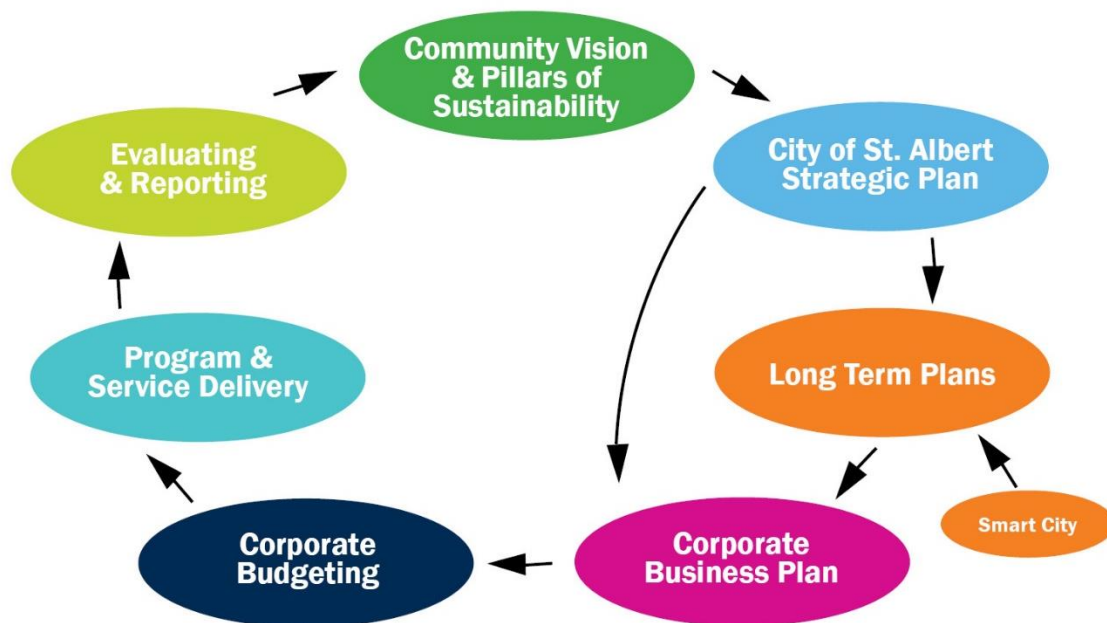 Community Vision
& Pillars of
Sustainability
City of St. Albert
Strategic Plan
Long Term Plans
Smart City
Corporate
Business Plan
Corporate
Budgeting
Program &
Service Delivery
Evaluating
& Reporting